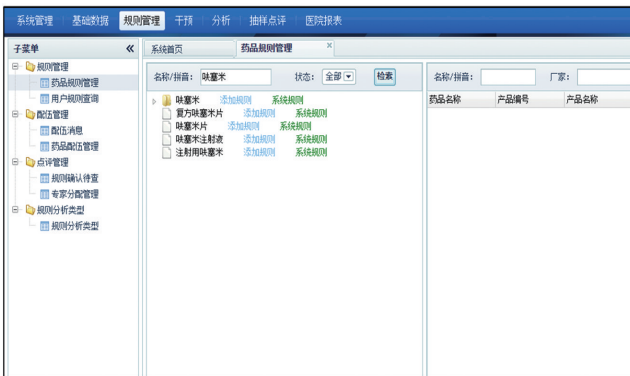 系统管理 基础数据 规则管理 干预 分析 抽样点评 医院报表
子菜单 «
系统首页 药品规则管理 ×
规则管理
药品规则管理
用户规则查询
配伍管理
配伍消息
药品配伍管理
点评管理
规则确认待查
专家分配管理
规则分析类型
规则分析类型
名称/拼音: 呋塞米 状态: 全部 检索
呋塞米 添加规则 系统规则
复方呋塞米片 添加规则 系统规则
呋塞米片 添加规则 系统规则
呋塞米注射液 添加规则 系统规则
注射用呋塞米 添加规则 系统规则
名称/拼音: 厂家:
药品名称 产品编号 产品名称